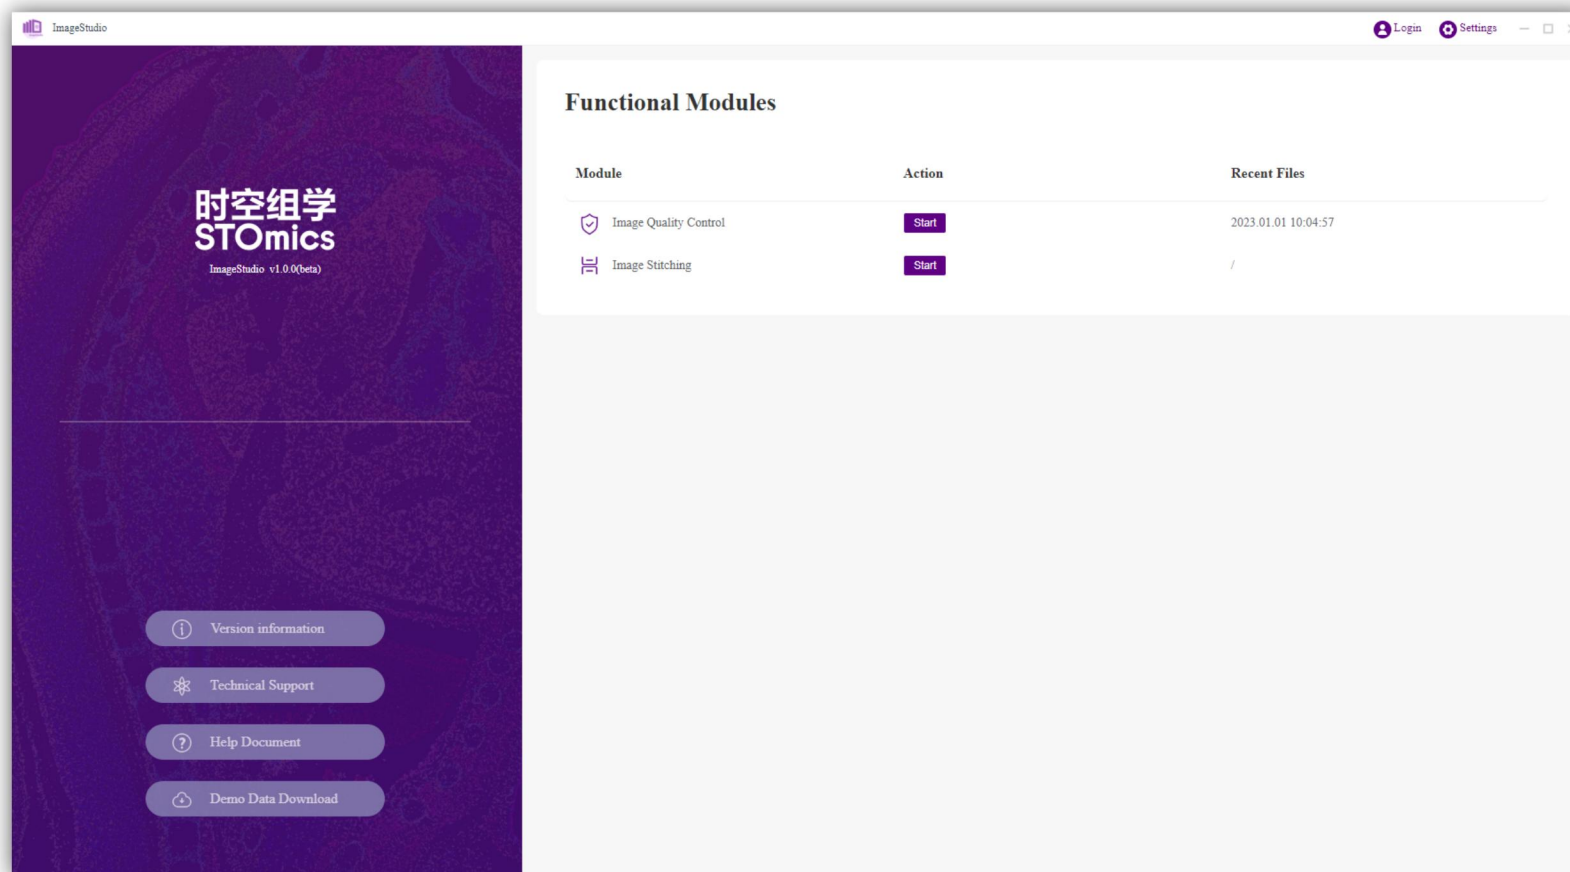 ImageStudio
Login
Settings
时空组学
STOmics
ImageStudio v1.0.0(beta)
Version information
Technical Support
Help Document
Demo Data Download
Functional Modules
Module Action Recent Files
Image Quality Control Start 2023.01.01 10:04:57
Image Stitching Start /